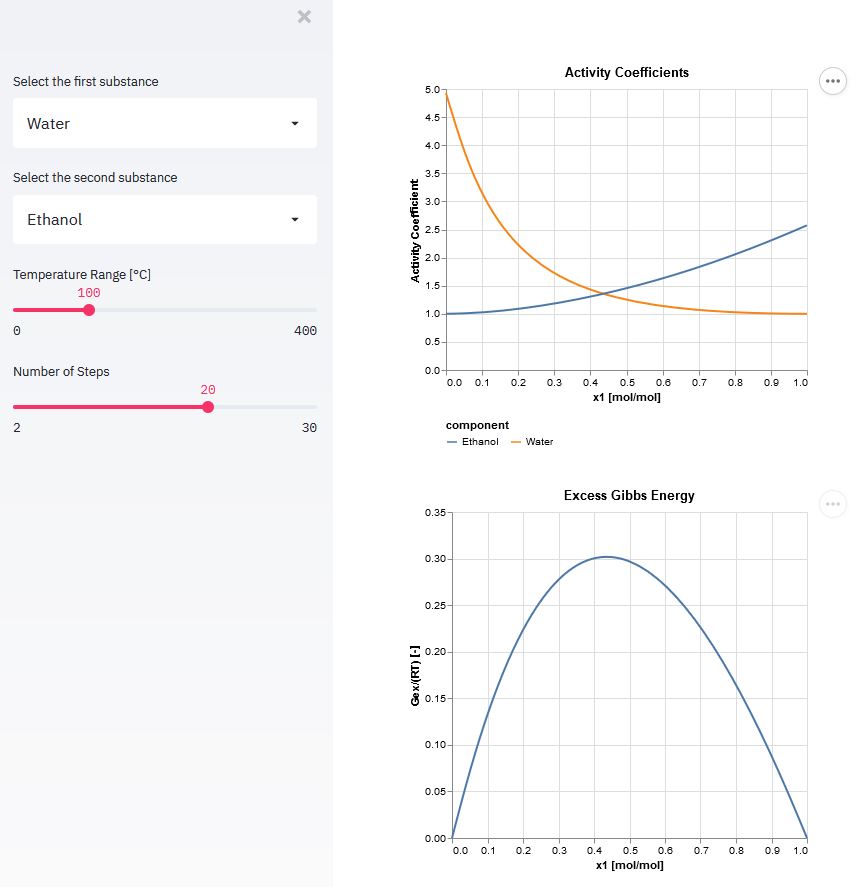 ×
Select the first substance
Water
Select the second substance
Ethanol
Temperature Range [°C]
100
0 400
Number of Steps
20
2 30
Activity Coefficients
Activity Coefficient
5.0
4.5
4.0
3.5
3.0
2.5
2.0
1.5
1.0
0.5
0.0
0.0 0.1 0.2 0.3 0.4 0.5 0.6 0.7 0.8 0.9 1.0
x1 [mol/mol]
component
Ethanol Water
Excess Gibbs Energy
Gex/(RT) [-]
0.35
0.30
0.25
0.20
0.15
0.10
0.05
0.00
0.0 0.1 0.2 0.3 0.4 0.5 0.6 0.7 0.8 0.9 1.0
x1 [mol/mol]